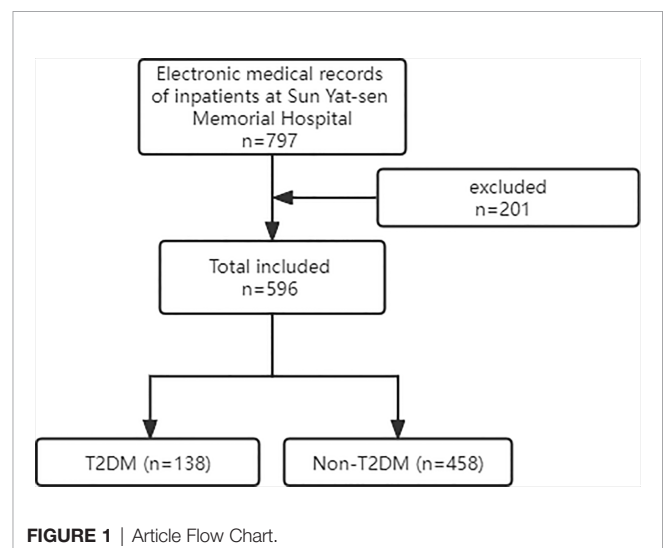 Electronic medical records
of inpatients at Sun Yat-sen
Memorial Hospital
n=797
excluded
n=201
Total included
n=596
T2DM (n=138)
Non-T2DM (n=458)
FIGURE 1 | Article Flow Chart.